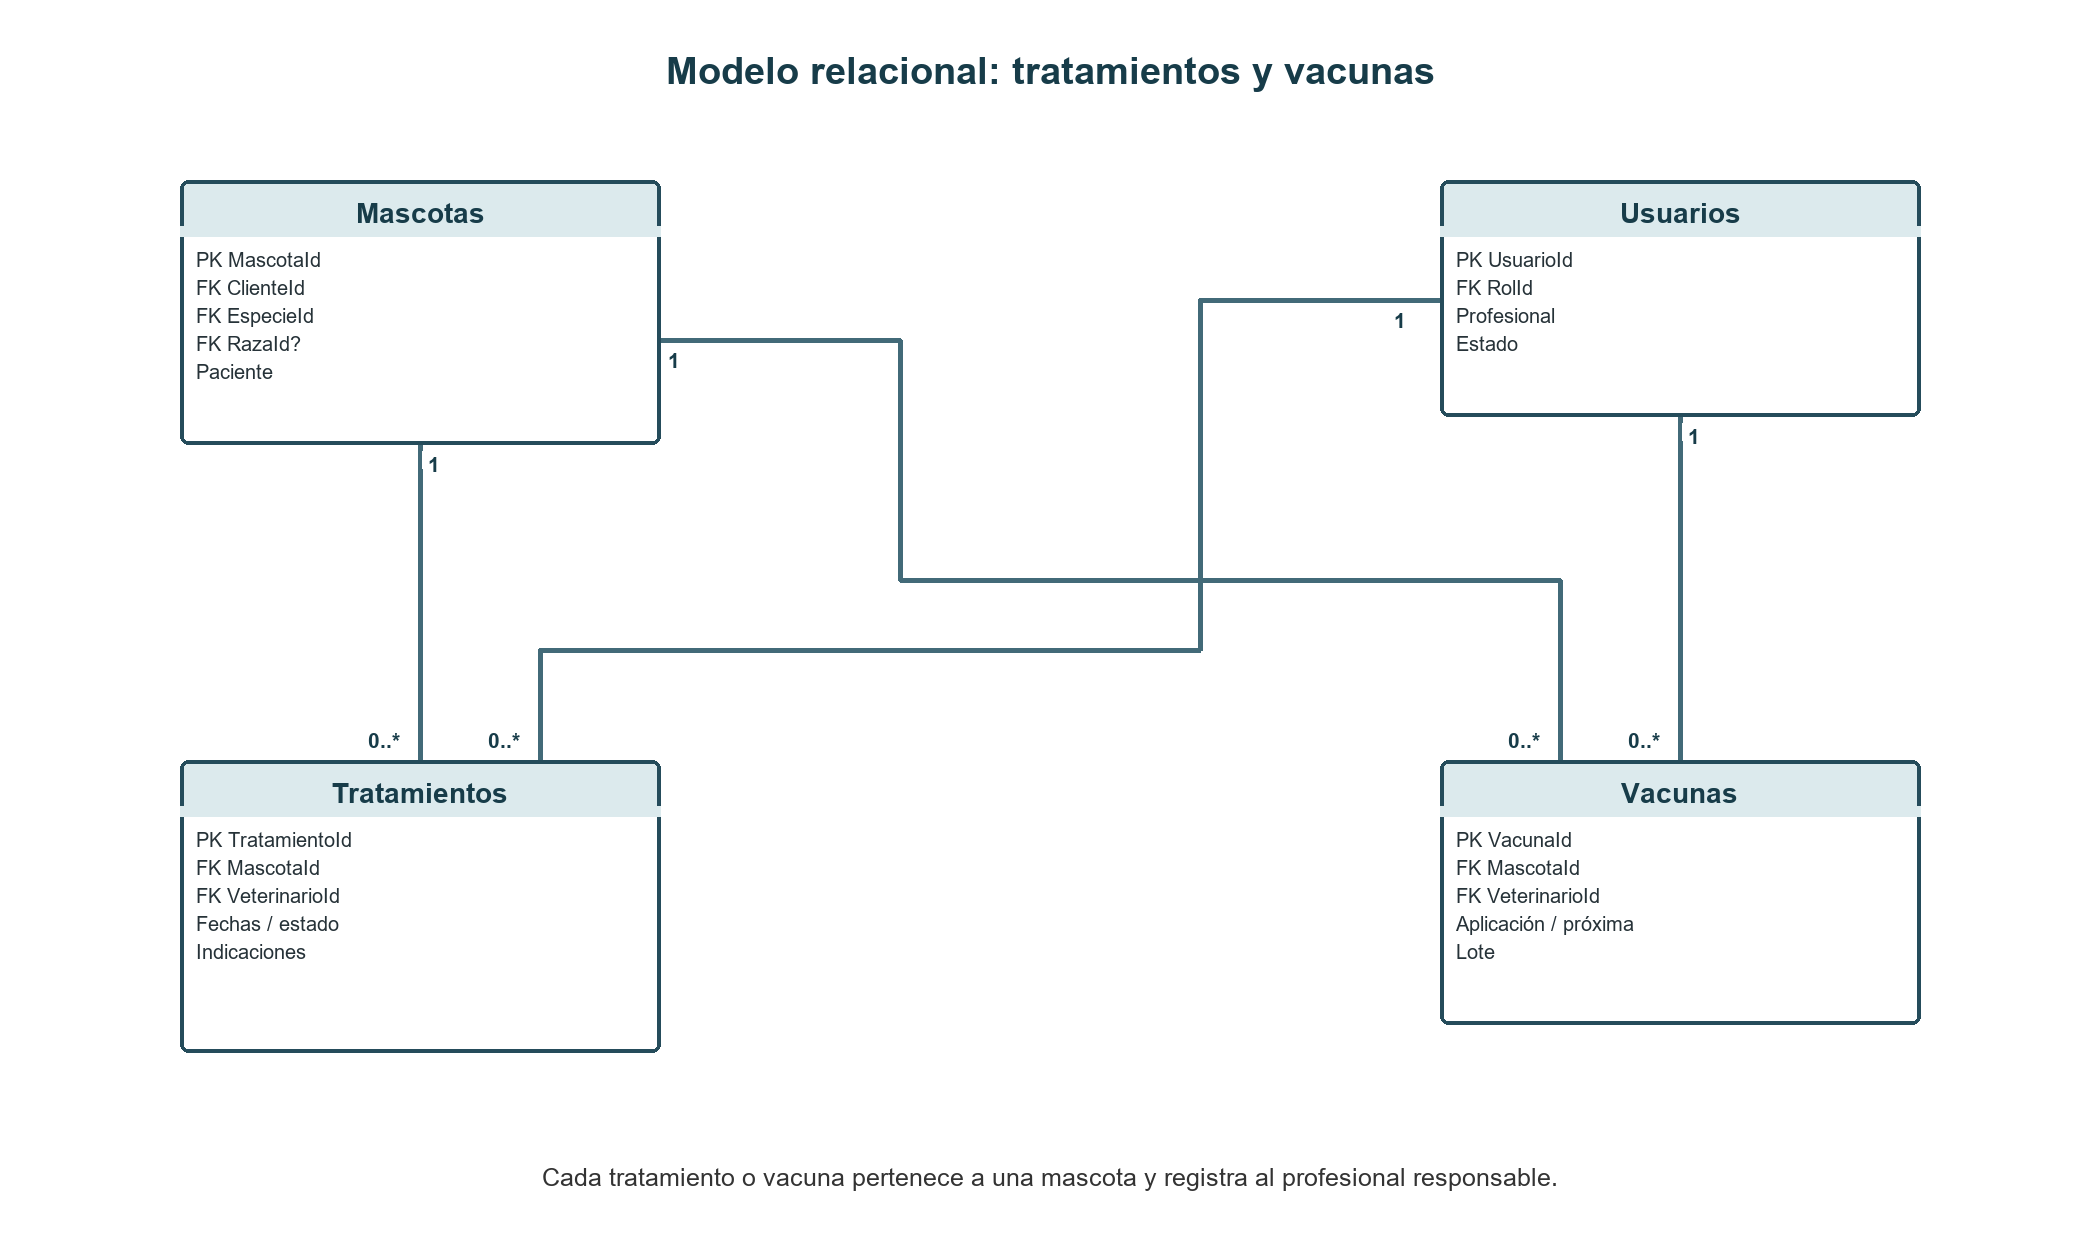 Modelo relacional: tratamientos y vacunas
Mascotas
PK MascotaId
FK ClienteId
FK EspecieId
FK RazaId?
Paciente
Usuarios
PK UsuarioId
FK RolId
Profesional
Estado
1
1
1
1
0..*
0..*
0..*
0..*
Tratamientos
PK TratamientoId
FK MascotaId
FK VeterinarioId
Fechas / estado
Indicaciones
Vacunas
PK VacunaId
FK MascotaId
FK VeterinarioId
Aplicación / próxima
Lote
Cada tratamiento o vacuna pertenece a una mascota y registra al profesional responsable.